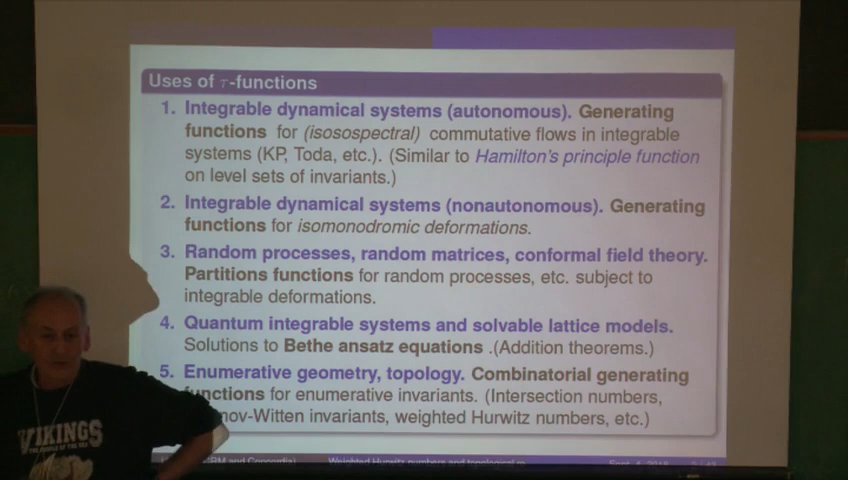 Uses of τ-functions
1. Integrable dynamical systems (autonomous). Generating
functions for (isosospectral) commutative flows in integrable
systems (KP, Toda, etc.). (Similar to Hamilton's principle function
on level sets of invariants.)
2. Integrable dynamical systems (nonautonomous). Generating
functions for isomonodromic deformations.
3. Random processes, random matrices, conformal field theory.
Partitions functions for random processes, etc. subject to
integrable deformations.
4. Quantum integrable systems and solvable lattice models.
Solutions to Bethe ansatz equations .(Addition theorems.)
5. Enumerative geometry, topology. Combinatorial generating
functions for enumerative invariants. (Intersection numbers,
mov-Witten invariants, weighted Hurwitz numbers, etc.)
and Concordia) Weighted Hurwitz numbers and topological
VIKINGS